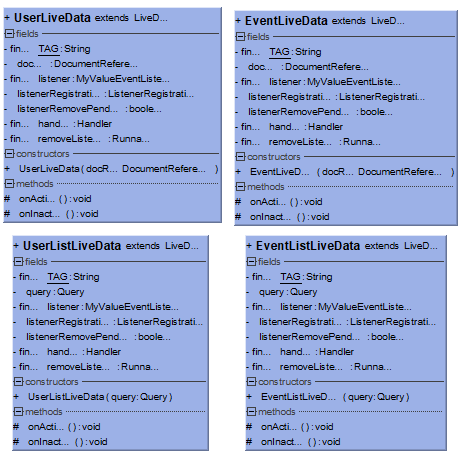 + UserLiveData extends LiveD...
fields
- fin... TAG : String
- doc... : DocumentRefere...
- fin... listener : MyValueEventListe...
- listenerRegistrati... : ListenerRegistrati...
- listenerRemovePend... : boole...
- fin... hand... : Handler
- fin... removeListe... : Runna...
constructors
+ UserLiveData ( docR... DocumentRefere... )
methods
# onActi... ( ) : void
# onInact... ( ) : void
+ EventLiveData extends LiveD...
fields
- fin... TAG : String
- doc... : DocumentRefere...
- fin... listener : MyValueEventListe...
- listenerRegistrati... : ListenerRegistrati...
- listenerRemovePend... : boole...
- fin... hand... : Handler
- fin... removeListe... : Runna...
constructors
+ EventLiveD... ( docR... DocumentRefere... )
methods
# onActi... ( ) : void
# onInact... ( ) : void
+ UserListLiveData extends LiveD...
fields
- fin... TAG : String
- query : Query
- fin... listener : MyValueEventListe...
- listenerRegistrati... : ListenerRegistrati...
- listenerRemovePend... : boole...
- fin... hand... : Handler
- fin... removeListe... : Runna...
constructors
+ UserListLiveData ( query : Query )
methods
# onActi... ( ) : void
# onInact... ( ) : void
+ EventListLiveData extends LiveD...
fields
- fin... TAG : String
- query : Query
- fin... listener : MyValueEventListe...
- listenerRegistrati... : ListenerRegistrati...
- listenerRemovePend... : boole...
- fin... hand... : Handler
- fin... removeListe... : Runna...
constructors
+ EventListLiveD... ( query : Query )
methods
# onActi... ( ) : void
# onInact... ( ) : void